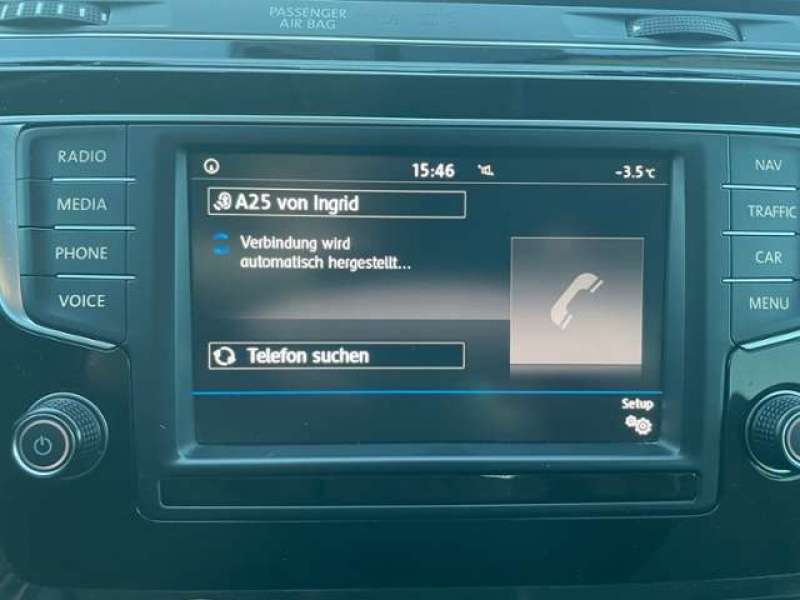 PASSENGER
AIR BAG
RADIO
MEDIA
PHONE
VOICE
15:46
-3.5°C
A25 von Ingrid
Verbindung wird
automatisch hergestellt...
Telefon suchen
Setup
NAV
TRAFFIC
CAR
MENU